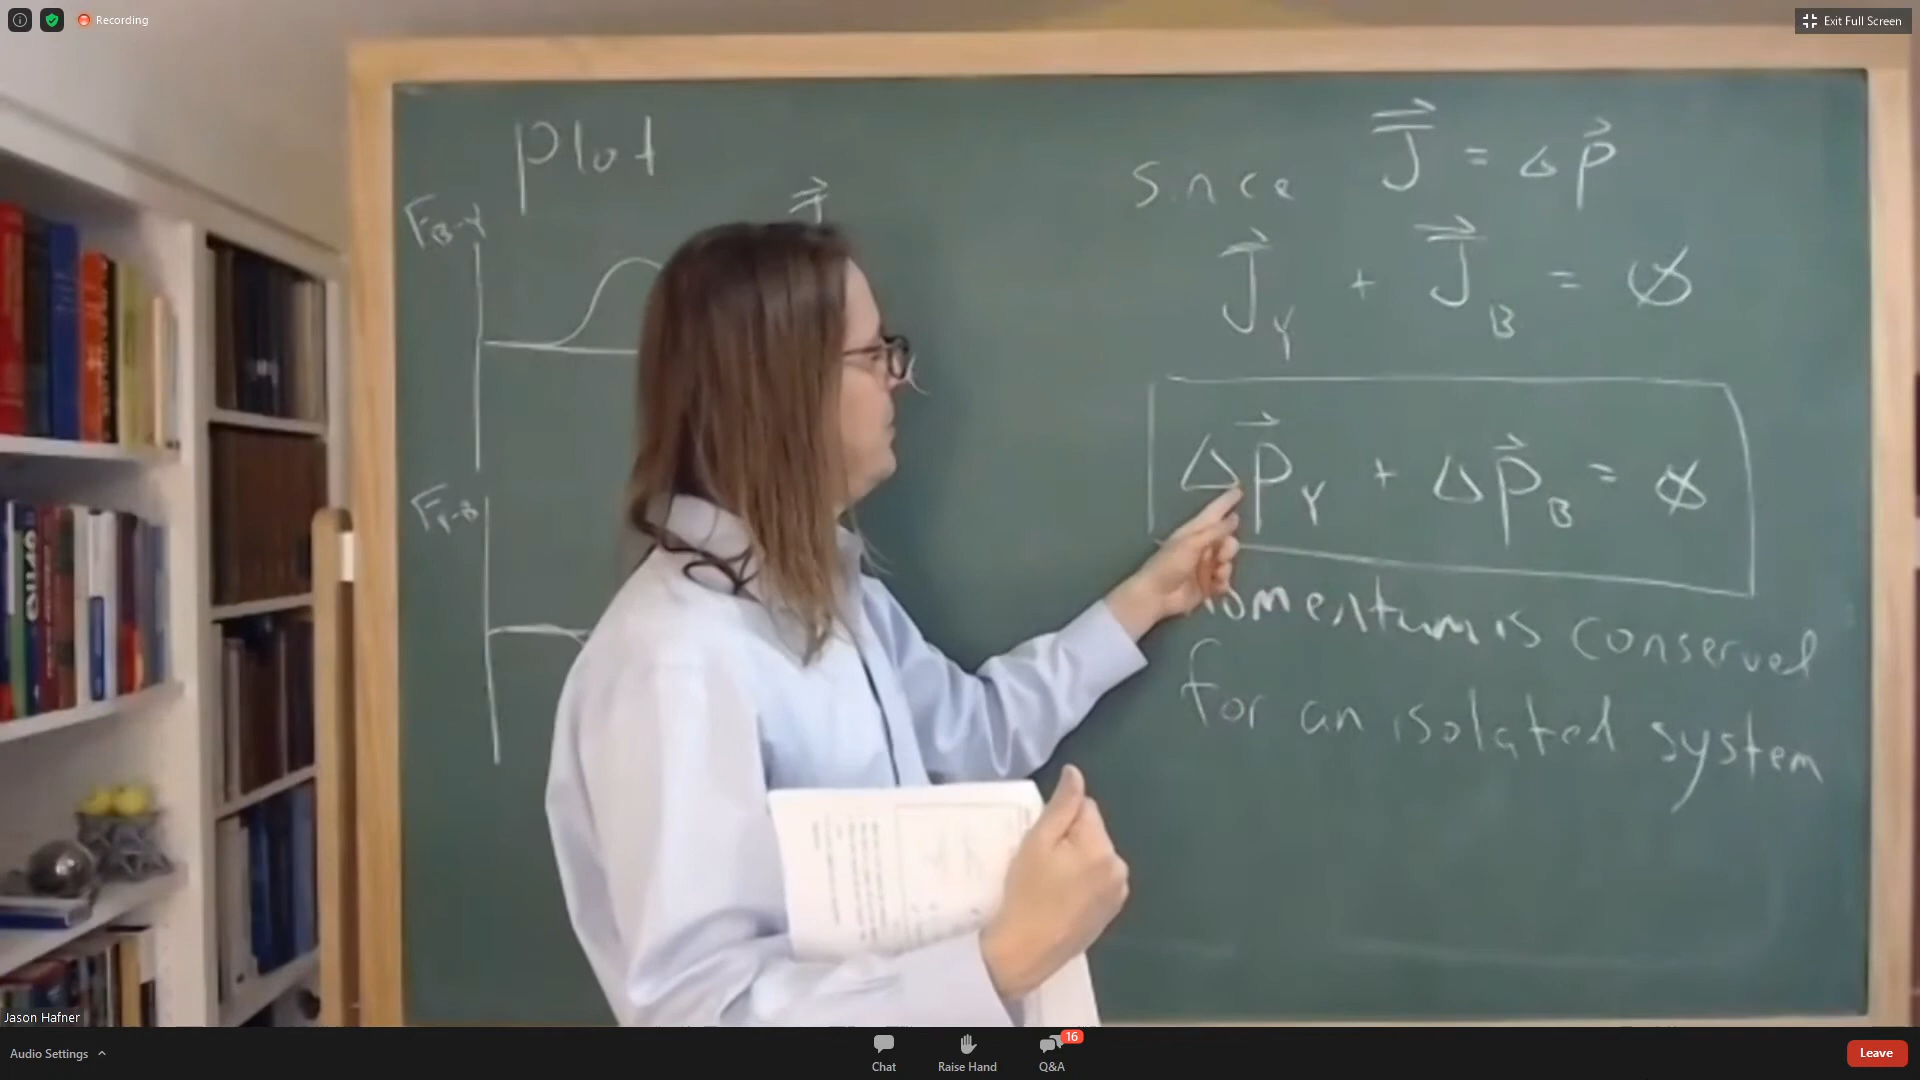 Recording
Exit Full Screen
Plot
F B-Y
F Y-B
since J⃗ = Δp⃗
J⃗ Y + J⃗ B = ∅
Δp⃗ Y + Δp⃗ B = ∅
momentum is conserved
for an isolated system
Jason Hafner
Audio Settings
Chat
Raise Hand
16
Q&A
Leave